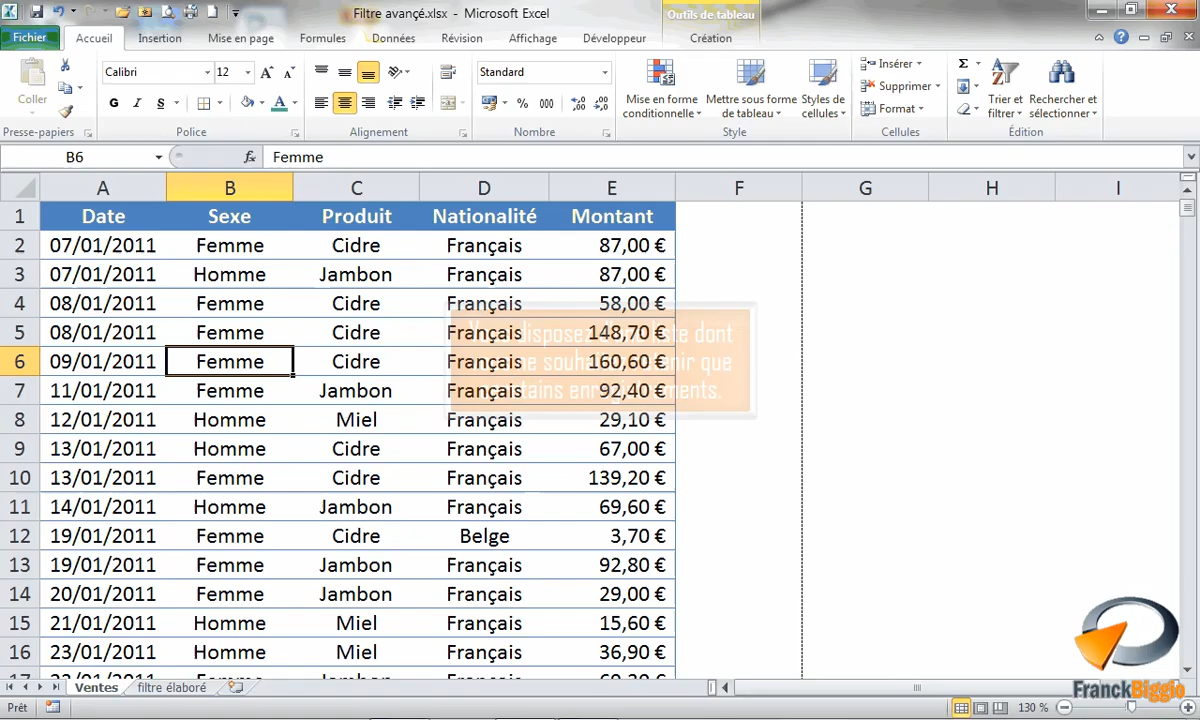 Filtre avançé.xlsx - Microsoft Excel
Outils de tableau
Fichier Accueil Insertion Mise en page Formules Données Révision Affichage Développeur Création
Coller
Calibri 12
G I S
Standard
% 000
Mise en forme conditionnelle
Mettre sous forme de tableau
Styles de cellules
Insérer
Supprimer
Format
Σ
Trier et filtrer
Rechercher et sélectionner
Presse-papiers Police Alignement Nombre Style Cellules Édition
B6 fx Femme
A B C D E F G H I
1 Date Sexe Produit Nationalité Montant
2 07/01/2011 Femme Cidre Français 87,00 €
3 07/01/2011 Homme Jambon Français 87,00 €
4 08/01/2011 Femme Cidre Français 58,00 €
5 08/01/2011 Femme Cidre Français 148,70 €
6 09/01/2011 Femme Cidre Français 160,60 €
7 11/01/2011 Femme Jambon Français 92,40 €
8 12/01/2011 Homme Miel Français 29,10 €
9 13/01/2011 Homme Cidre Français 67,00 €
10 13/01/2011 Femme Cidre Français 139,20 €
11 14/01/2011 Homme Jambon Français 69,60 €
12 19/01/2011 Femme Cidre Belge 3,70 €
13 19/01/2011 Femme Jambon Français 92,80 €
14 20/01/2011 Femme Jambon Français 29,00 €
15 21/01/2011 Homme Miel Français 15,60 €
16 23/01/2011 Homme Miel Français 36,90 €
FranckBiggio
Ventes filtre élaboré
Prêt 130 %